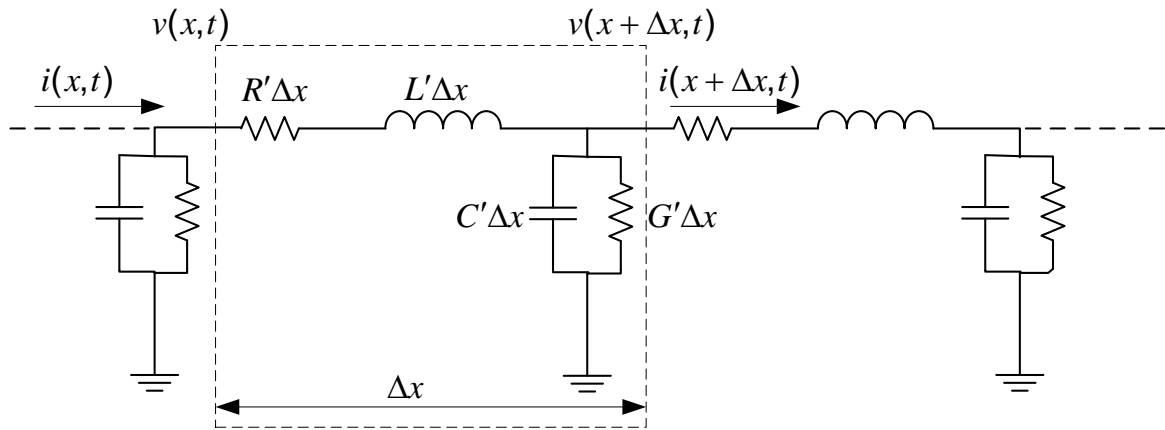 v(x,t)
v(x + Δx,t)
i(x,t)
R′Δx
L′Δx
i(x + Δx,t)
C′Δx
G′Δx
Δx